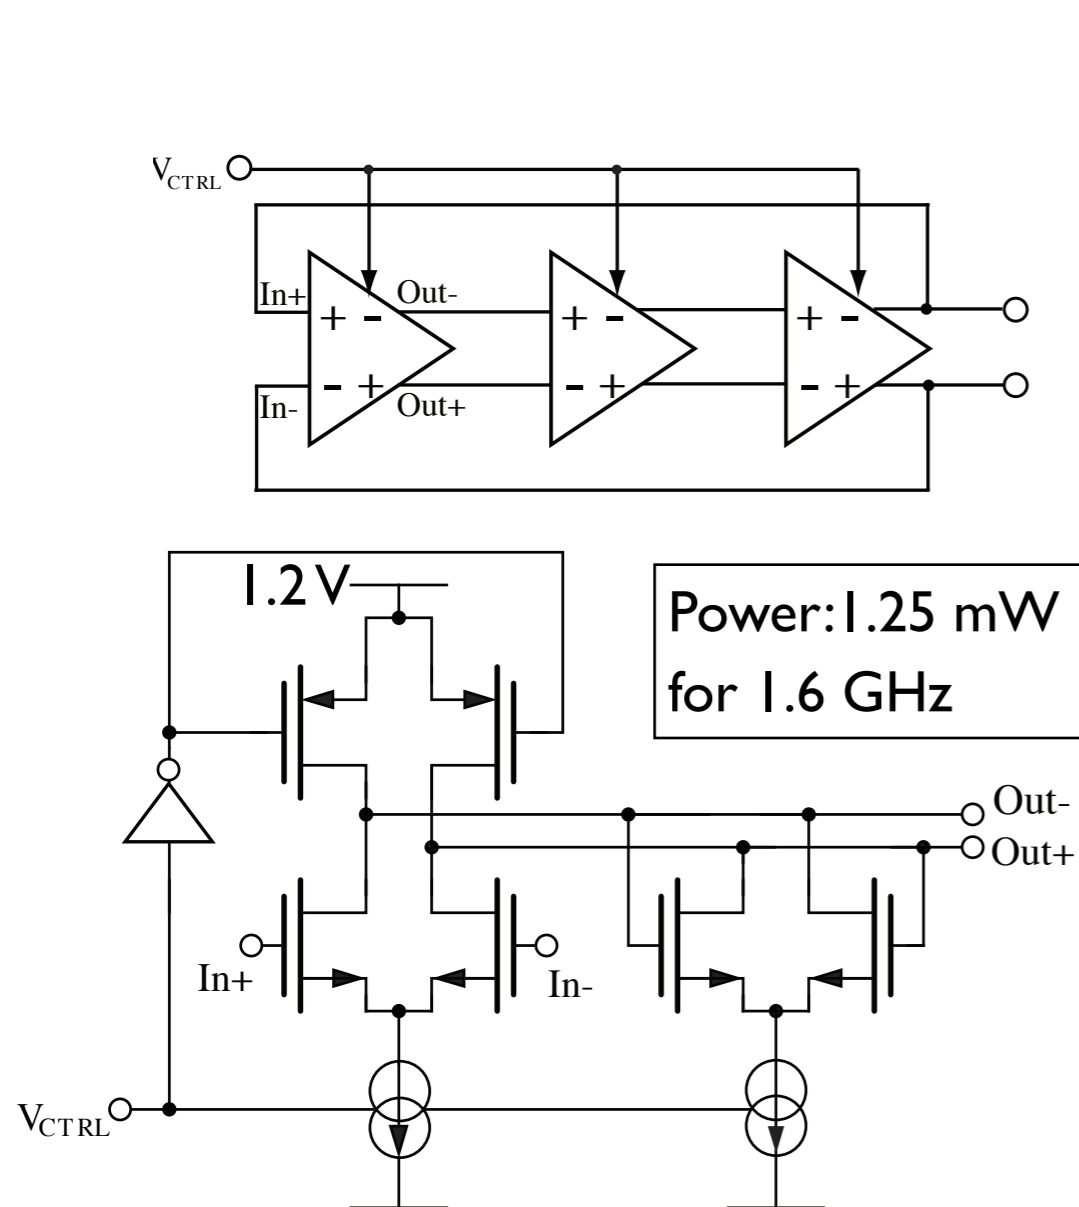 VCTRL
In+
Out-
+ - + - + -
- + - + - +
In-
Out+
1.2 V
Power:1.25 mW
for 1.6 GHz
Out-
Out+
In+
In-
VCTRL